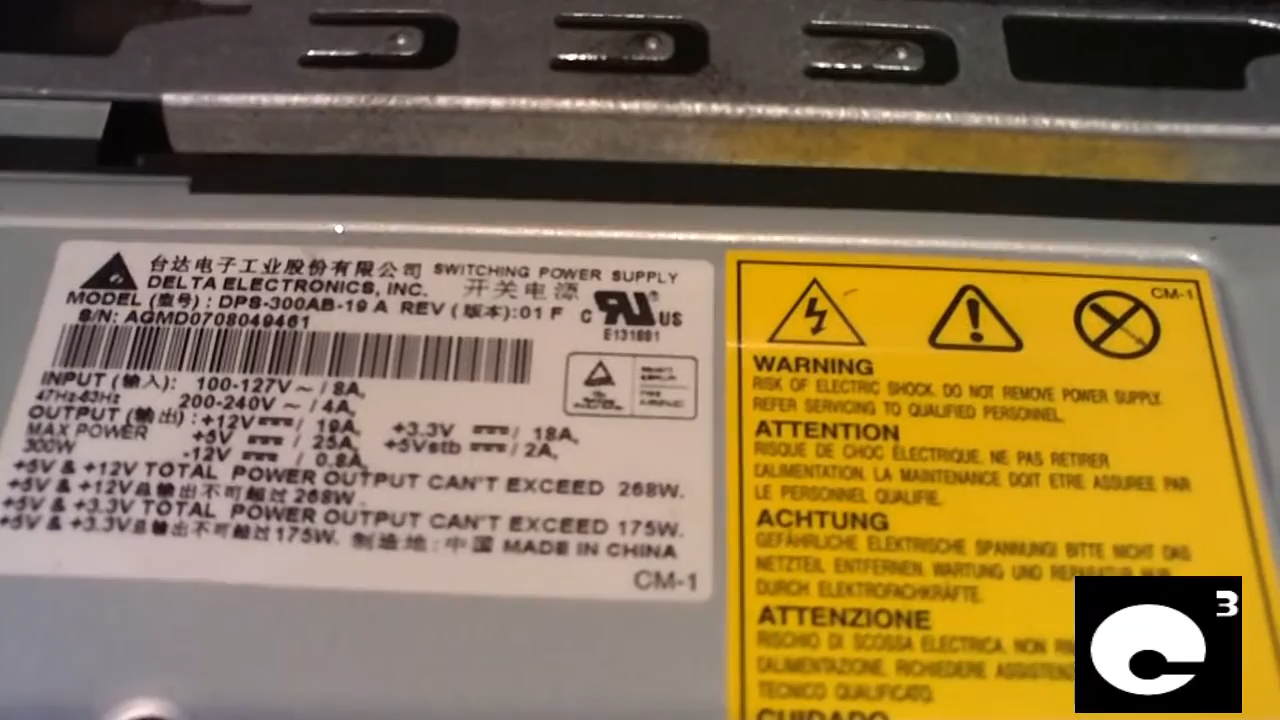 台达电子工业股份有限公司 SWITCHING POWER SUPPLY
DELTA ELECTRONICS, INC. 开关电源
MODEL (型号) : DPS-300AB-19 A REV (版本):01 F
S/N: AGMD0708049461
C US
E131881
INPUT (输入): 100-127V ~ / 8A,
47Hz-63Hz 200-240V ~ / 4A,
OUTPUT (输出) : +12V / 19A, +3.3V / 18A,
MAX POWER +5V / 25A, +5Vstb / 2A,
300W -12V / 0.8A,
+5V & +12V TOTAL POWER OUTPUT CAN'T EXCEED 268W.
+5V & +12V总输出不可超过268W.
+5V & +3.3V TOTAL POWER OUTPUT CAN'T EXCEED 175W.
+5V & +3.3V总输出不可超过175W. 制造地:中国 MADE IN CHINA
CM-1
CM-1
WARNING
RISK OF ELECTRIC SHOCK. DO NOT REMOVE POWER SUPPLY.
REFER SERVICING TO QUALIFIED PERSONNEL.
ATTENTION
RISQUE DE CHOC ÉLECTRIQUE. NE PAS RETIRER
L'ALIMENTATION. LA MAINTENANCE DOIT ETRE ASSUREE PAR
LE PERSONNEL QUALIFIE.
ACHTUNG
GEFÄHRLICHE ELEKTRISCHE SPANNUNG! BITTE NICHT DAS
NETZTEIL ENTFERNEN. WARTUNG UND REPARATUR NUR
DURCH ELEKTROFACHKRÄFTE.
ATTENZIONE
RISCHIO DI SCOSSA ELECTRICA. NON
L'ALIMENTAZIONE. RICHIEDERE
TECNICO QUALIFICATO.
CUIDADO
3